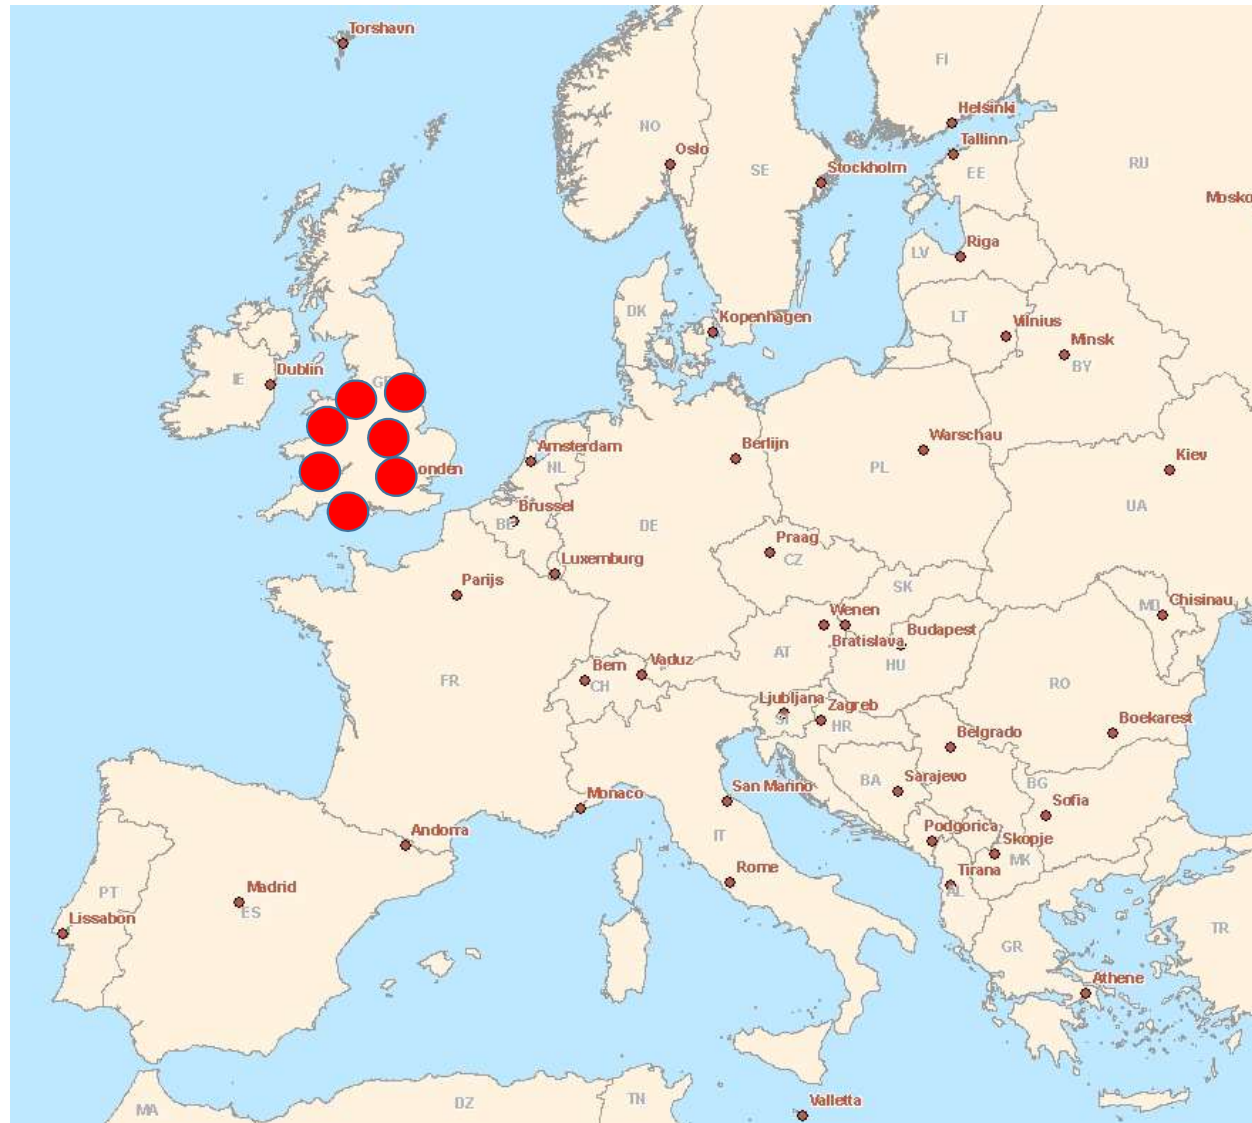 Torshavn
FI
Helsinki
NO
Oslo
Tallinn
SE
Stockholm
EE
RU
Mosko
Riga
LV
DK
Kopenhagen
LT
Vilnius
Minsk
BY
Dublin
IE
Amsterdam
NL
Berlijn
Warschau
PL
Kiev
UA
onden
Brussel
BE
DE
Praag
CZ
Luxemburg
Parijs
SK
Wenen
Bratislava
Budapest
MD
Chisinau
AT
HU
Bern
CH
Vaduz
FR
RO
Ljubljana
SI
Zagreb
HR
Belgrado
Boekarest
BA
Sarajevo
BG
Sofia
Monaco
San Marino
IT
Podgorica
Skopje
MK
Andorra
Rome
Tirana
AL
PT
Madrid
ES
Lissabon
GR
TR
Athene
MA
DZ
TN
Valletta